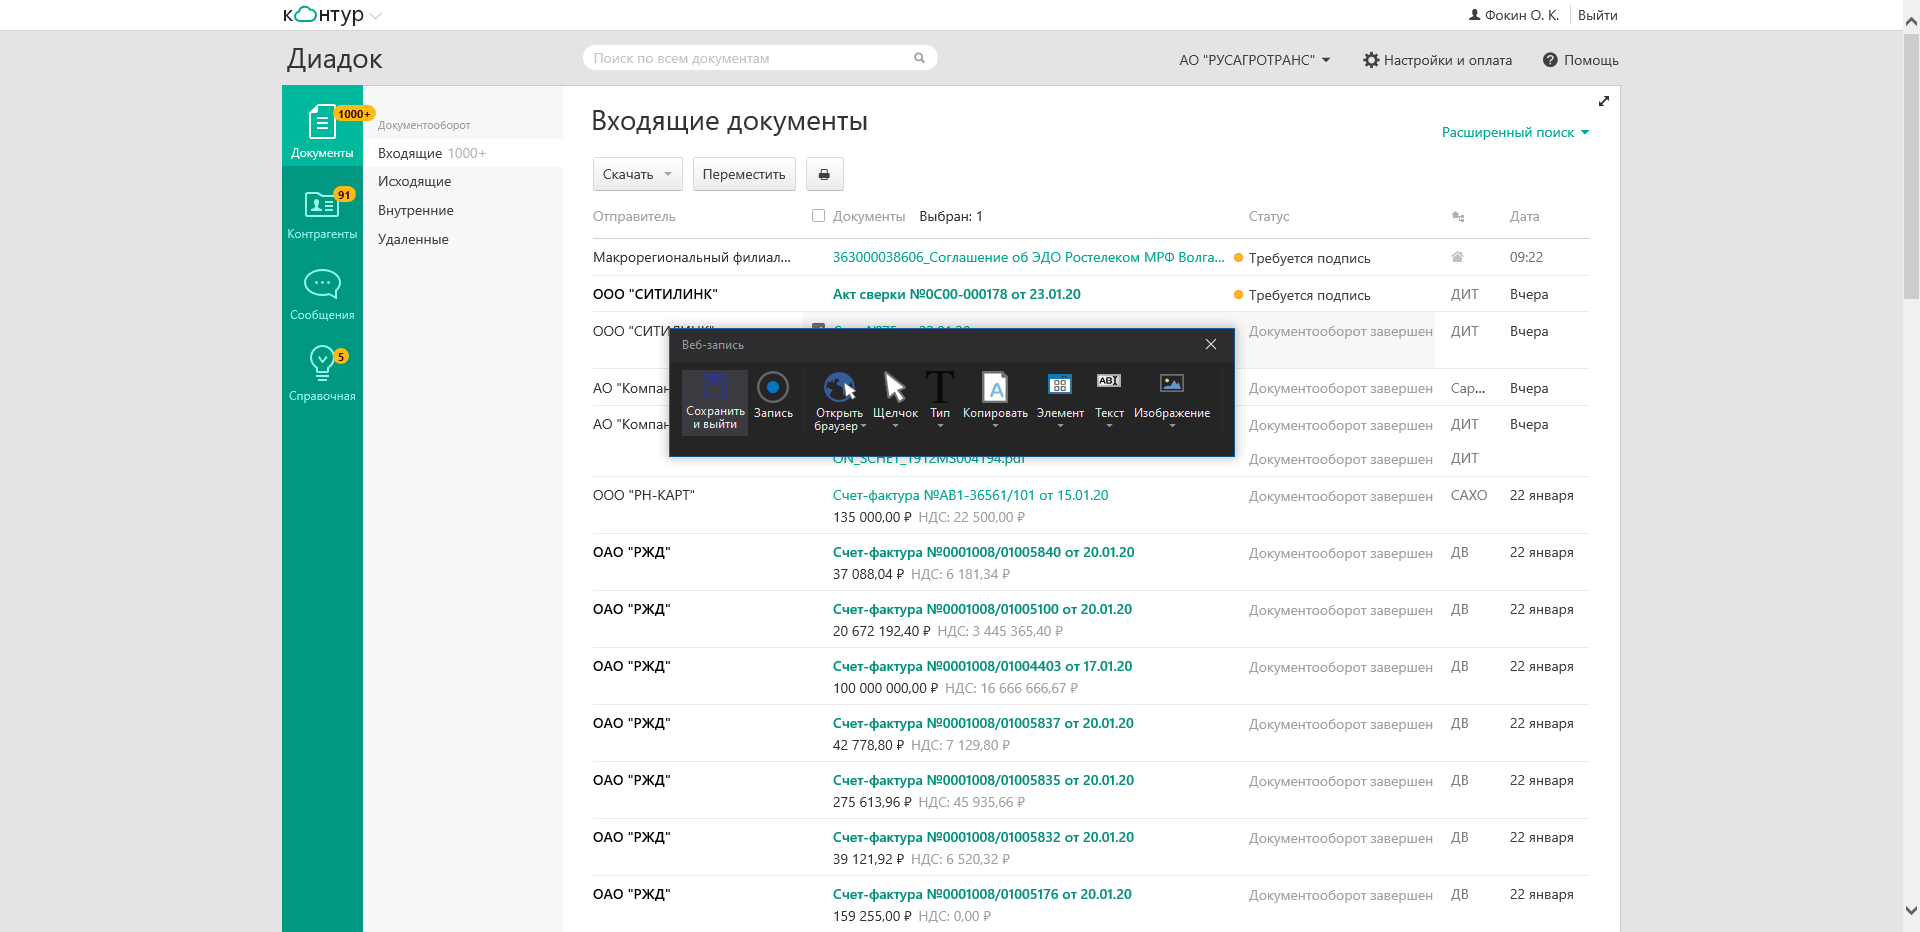 контур
Фокин О. К.
Выйти
Диадок
Поиск по всем документам
АО "РУСАГРОТРАНС"
Настройки и оплата
Помощь
1000+
Документы
91
Контрагенты
Сообщения
5
Справочная
Документооборот
Входящие 1000+
Исходящие
Внутренние
Удаленные
Входящие документы
Расширенный поиск
Скачать
Переместить
Отправитель Документы Выбран: 1 Статус Дата
Макрорегиональный филиал... 363000038606_Соглашение об ЭДО Ростелеком МРФ Волга... Требуется подпись 09:22
ООО "СИТИЛИНК" Акт сверки №0С00-000178 от 23.01.20 Требуется подпись ДИТ Вчера
ООО "СИТИЛИНК" Документооборот завершен ДИТ Вчера
АО "Компан Документооборот завершен Сар... Вчера
АО "Компан Документооборот завершен ДИТ Вчера
ON_SCHET_1912MS004194.pdf Документооборот завершен ДИТ
Веб-запись
Сохранить
и выйти
Запись
Открыть
браузер
Щелчок
Тип
Копировать
Элемент
Текст
Изображение
ООО "РН-КАРТ" Счет-фактура №АВ1-36561/101 от 15.01.20 Документооборот завершен САХО 22 января
135 000,00 ₽ НДС: 22 500,00 ₽
ОАО "РЖД" Счет-фактура №0001008/01005840 от 20.01.20 Документооборот завершен ДВ 22 января
37 088,04 ₽ НДС: 6 181,34 ₽
ОАО "РЖД" Счет-фактура №0001008/01005100 от 20.01.20 Документооборот завершен ДВ 22 января
20 672 192,40 ₽ НДС: 3 445 365,40 ₽
ОАО "РЖД" Счет-фактура №0001008/01004403 от 17.01.20 Документооборот завершен ДВ 22 января
100 000 000,00 ₽ НДС: 16 666 666,67 ₽
ОАО "РЖД" Счет-фактура №0001008/01005837 от 20.01.20 Документооборот завершен ДВ 22 января
42 778,80 ₽ НДС: 7 129,80 ₽
ОАО "РЖД" Счет-фактура №0001008/01005835 от 20.01.20 Документооборот завершен ДВ 22 января
275 613,96 ₽ НДС: 45 935,66 ₽
ОАО "РЖД" Счет-фактура №0001008/01005832 от 20.01.20 Документооборот завершен ДВ 22 января
39 121,92 ₽ НДС: 6 520,32 ₽
ОАО "РЖД" Счет-фактура №0001008/01005176 от 20.01.20 Документооборот завершен ДВ 22 января
159 255,00 ₽ НДС: 0,00 ₽